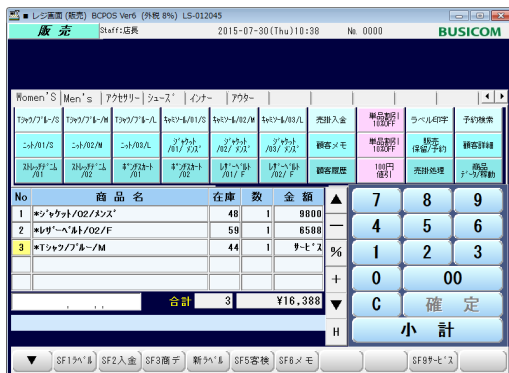 ■ レジ画面 (販売) BCPOS Ver6 (外税 8%) LS-012045
販 売 Staff:店長 2015-07-30(Thu)10:38 No. 0000 BUSICOM
Women'S Men's アクセサリー シューズ インナー アウター
Tシャツ/ブルー/S Tシャツ/ブルー/M Tシャツ/ブルー/L キャミソール/01/S キャミソール/02/M キャミソール/03/L 売掛入金 単品割引 10%OFF ラベル印字 予約検索
ニット/01/S ニット/02/M ニット/03/L ジャケット/01/メンズ ジャケット/02/メンズ ジャケット/03/メンズ 顧客メモ 単品割引 10%OFF 販売 保留/予約 顧客詳細
ストレッチデニム/01 ストレッチデニム/02 ギンガムスカート/01 ギンガムスカート/02 レザーベルト/01/F レザーベルト/02/F 顧客履歴 100円 値引 売掛処理 商品 データ/移動
No 商 品 名 在庫 数 金 額 ▲ 7 8 9
1 *ジャケット/02/メンズ 48 1 9800
2 *レザーベルト/02/F 59 1 6588 － 4 5 6
3 *Tシャツ/ブルー/M 44 1 サービス % 1 2 3
+ 0 00
合計 3 ¥16,388 ▼ C 確 定
H 小 計
▼ SF1ラベル SF2入金 SF3商デ 新ラベル SF5客検 SF6メモ SF9サービス